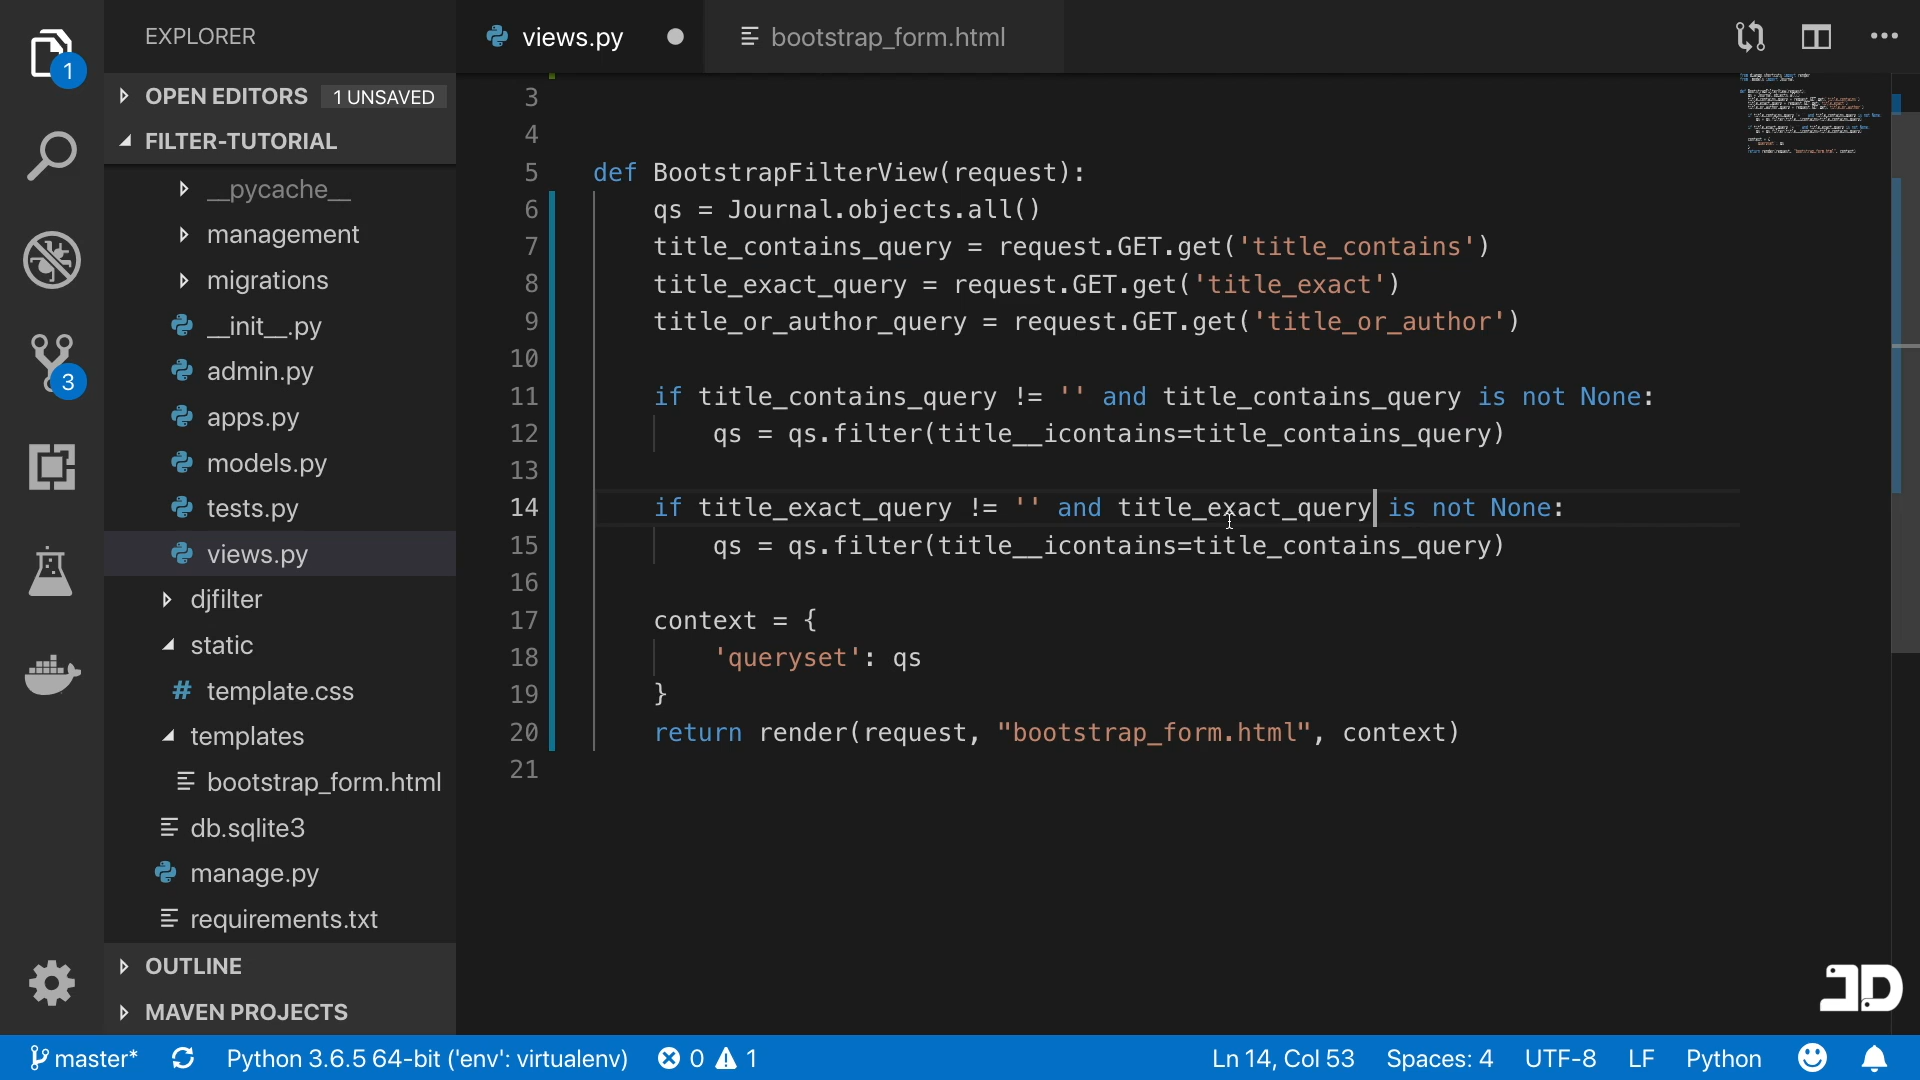 EXPLORER
views.py
bootstrap_form.html
1
OPEN EDITORS 1 UNSAVED
FILTER-TUTORIAL
__pycache__
management
migrations
__init__.py
admin.py
apps.py
models.py
tests.py
views.py
djfilter
static
# template.css
templates
bootstrap_form.html
db.sqlite3
manage.py
requirements.txt
OUTLINE
MAVEN PROJECTS
3
3
4
5 def BootstrapFilterView(request):
6 qs = Journal.objects.all()
7 title_contains_query = request.GET.get('title_contains')
8 title_exact_query = request.GET.get('title_exact')
9 title_or_author_query = request.GET.get('title_or_author')
10
11 if title_contains_query != '' and title_contains_query is not None:
12 qs = qs.filter(title__icontains=title_contains_query)
13
14 if title_exact_query != '' and title_exact_query is not None:
15 qs = qs.filter(title__icontains=title_contains_query)
16
17 context = {
18 'queryset': qs
19 }
20 return render(request, "bootstrap_form.html", context)
21
JD
master* Python 3.6.5 64-bit ('env': virtualenv) 0 1 Ln 14, Col 53 Spaces: 4 UTF-8 LF Python